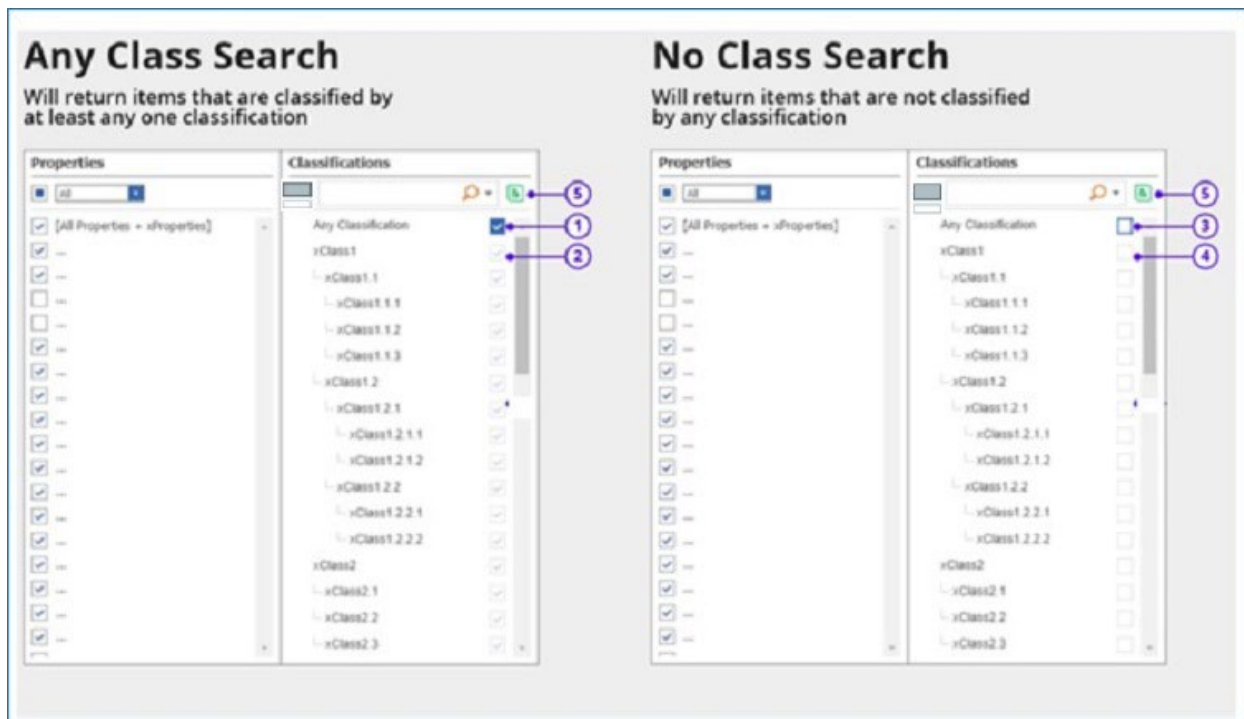 Any Class Search
Will return items that are classified by
at least any one classification
Properties
Classifications
All
5
[All Properties + xProperties]
Any Classification
1
...
xClass1
2
...
xClass1.1
...
xClass1.1.1
...
xClass1.1.2
...
xClass1.1.3
...
xClass1.2
...
xClass1.2.1
...
xClass1.2.1.1
...
xClass1.2.1.2
...
xClass1.2.2
...
xClass1.2.2.1
...
xClass1.2.2.2
...
xClass2
...
xClass2.1
...
xClass2.2
...
xClass2.3
...
No Class Search
Will return items that are not classified
by any classification
Properties
Classifications
All
5
[All Properties + xProperties]
Any Classification
3
...
xClass1
4
...
xClass1.1
...
xClass1.1.1
...
xClass1.1.2
...
xClass1.1.3
...
xClass1.2
...
xClass1.2.1
...
xClass1.2.1.1
...
xClass1.2.1.2
...
xClass1.2.2
...
xClass1.2.2.1
...
xClass1.2.2.2
...
xClass2
...
xClass2.1
...
xClass2.2
...
xClass2.3
...